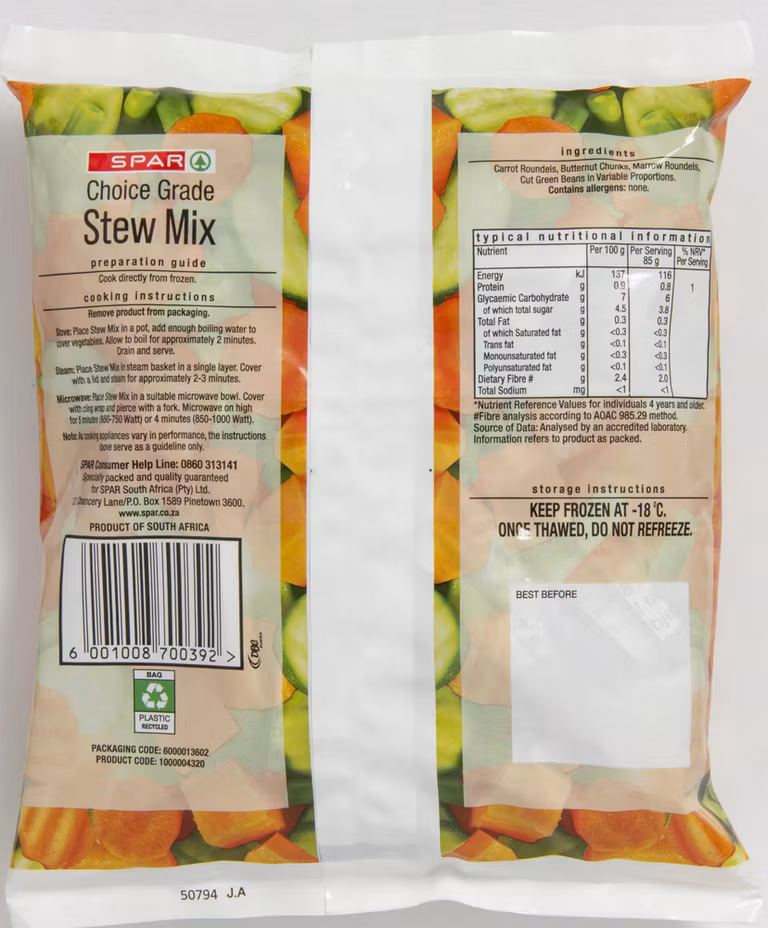 SPAR
Choice Grade
Stew Mix
preparation guide
Cook directly from frozen.
cooking instructions
Remove product from packaging.
Stove: Place Stew Mix in a pot, add enough boiling water to
cover vegetables. Allow to boil for approximately 2 minutes.
Drain and serve.
Steam: Place Stew Mix in steam basket in a single layer. Cover
with a lid and steam for approximately 2-3 minutes.
Microwave: Place Stew Mix in a suitable microwave bowl. Cover
with cling wrap and pierce with a fork. Microwave on high
for 5 minutes (650-750 Watt) or 4 minutes (850-1000 Watt).
Note: As cooking appliances vary in performance, the instructions
above serve as a guideline only.
SPAR Consumer Help Line: 0860 313141
Specially packed and quality guaranteed
for SPAR South Africa (Pty) Ltd.
Chancery Lane/P.O. Box 1589 Pinetown 3600.
www.spar.co.za
PRODUCT OF SOUTH AFRICA
6 001008 700392 >
BAG
PLASTIC
RECYCLED
PACKAGING CODE: 6000013602
PRODUCT CODE: 1000004320
50794 J.A
ingredients
Carrot Roundels, Butternut Chunks, Marrow Roundels,
Cut Green Beans in Variable Proportions.
Contains allergens: none.
typical nutritional information
Nutrient Per 100 g Per Serving 85 g % NRV* Per Serving
Energy kJ 137 116
Protein g 0.9 0.8 1
Glycaemic Carbohydrate g 7 6
of which total sugar g 4.5 3.8
Total Fat g 0.3 0.3
of which Saturated fat g <0.3 <0.3
Trans fat g <0.1 <0.1
Monounsaturated fat g <0.3 <0.3
Polyunsaturated fat g <0.1 <0.1
Dietary Fibre # g 2.4 2.0
Total Sodium mg <1 <1
*Nutrient Reference Values for individuals 4 years and older.
#Fibre analysis according to AOAC 985.29 method.
Source of Data: Analysed by an accredited laboratory.
Information refers to product as packed.
storage instructions
KEEP FROZEN AT -18 °C.
ONCE THAWED, DO NOT REFREEZE.
BEST BEFORE